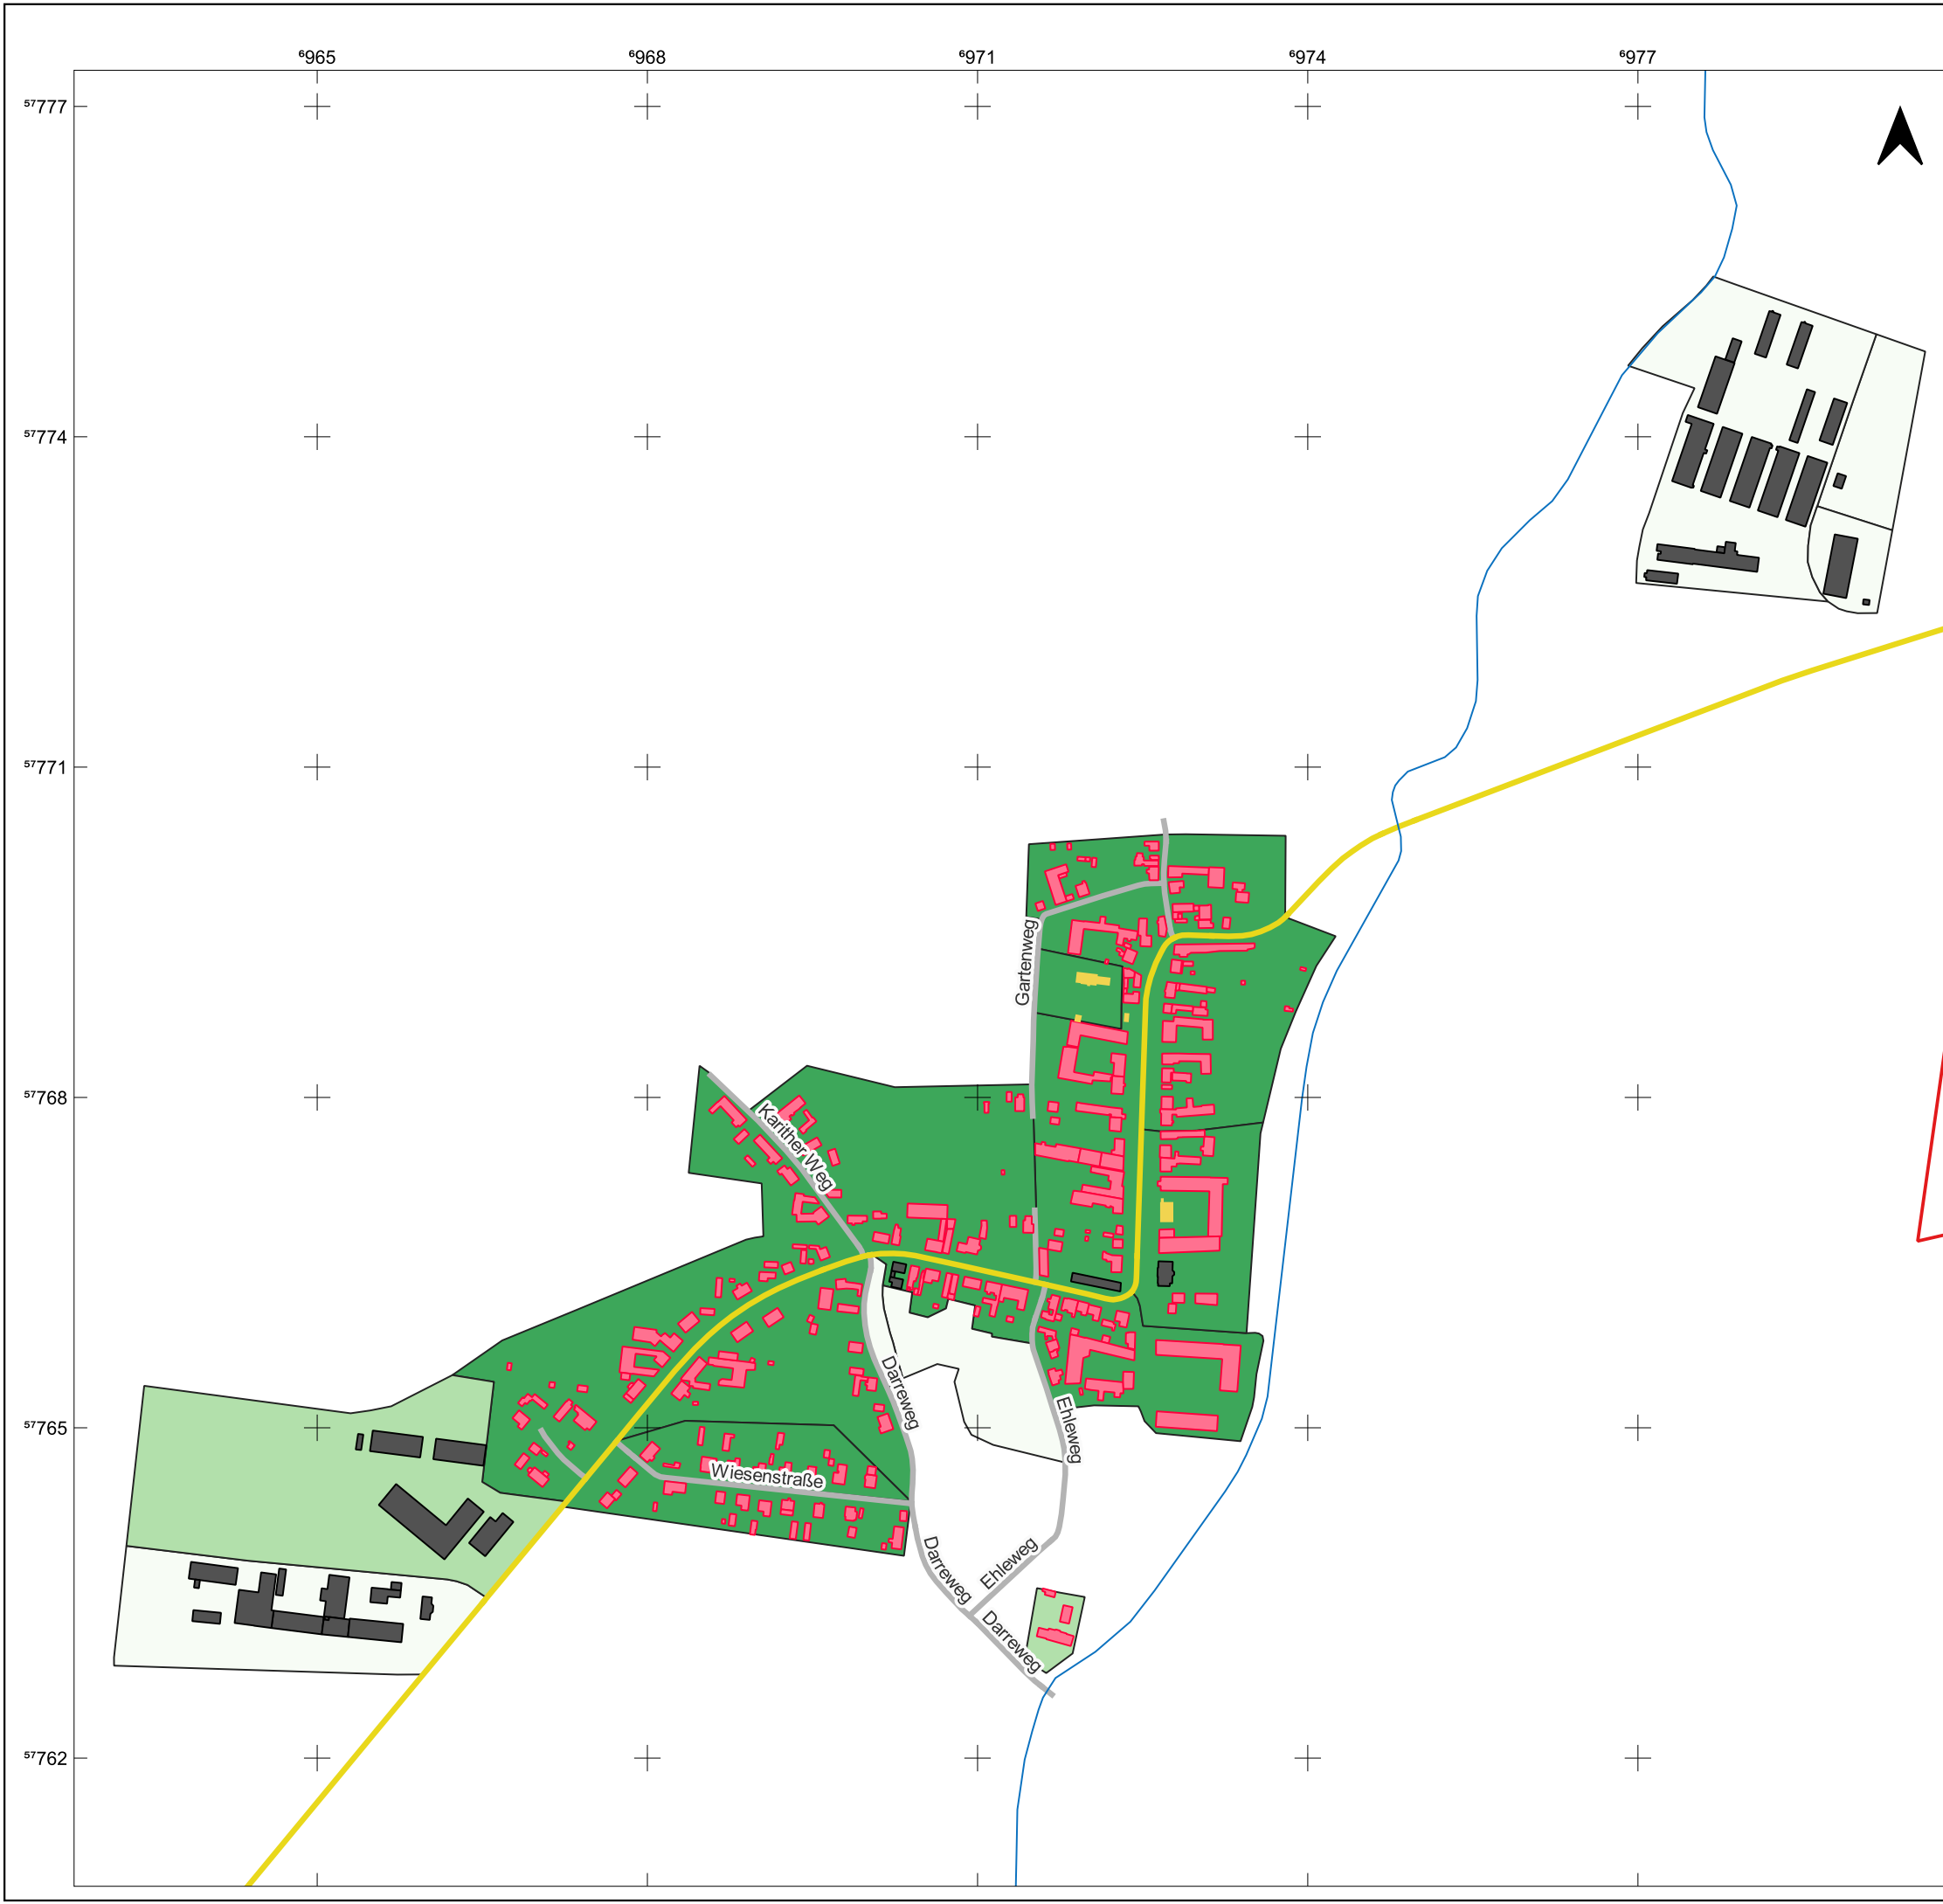 ⁶965 ⁶968 ⁶971 ⁶974 ⁶977
⁵⁷777
⁵⁷774
⁵⁷771
⁵⁷768
⁵⁷765
⁵⁷762
Gartenweg
Karither Weg
Darreweg
Ehleweg
Wiesenstraße
Darreweg
Ehleweg
Darreweg